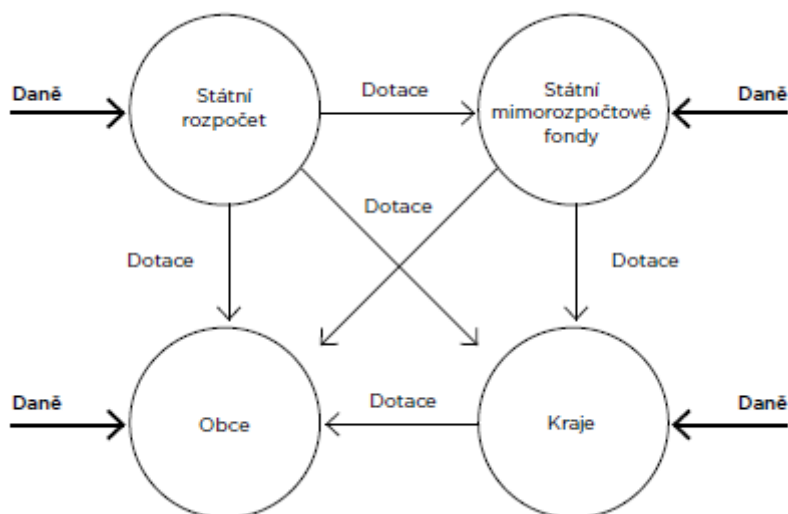 Daně
Státní
rozpočet
Dotace
Státní
mimorozpočtové
fondy
Daně
Dotace
Dotace
Dotace
Daně
Obce
Dotace
Kraje
Daně